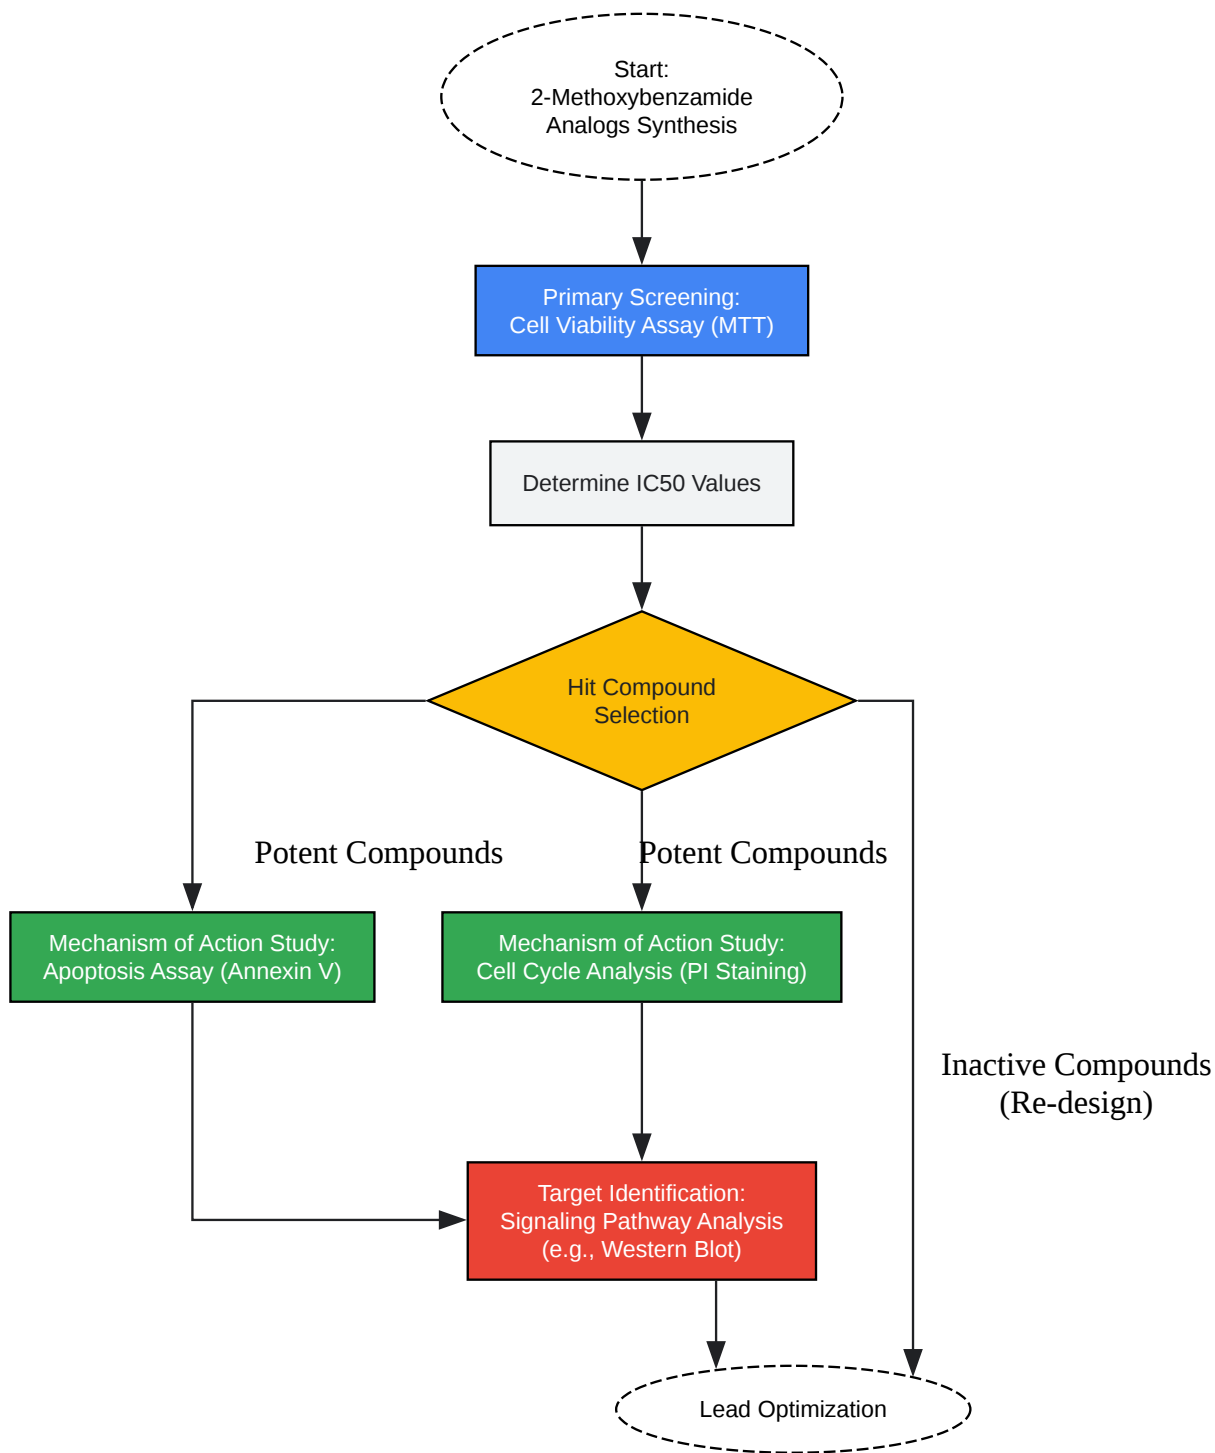 Start:
2-Methoxybenzamide
Analogs Synthesis
Primary Screening:
Cell Viability Assay (MTT)
Determine IC50 Values
Hit Compound
Selection
Potent Compounds
Potent Compounds
Mechanism of Action Study:
Apoptosis Assay (Annexin V)
Mechanism of Action Study:
Cell Cycle Analysis (PI Staining)
Inactive Compounds
(Re-design)
Target Identification:
Signaling Pathway Analysis
(e.g., Western Blot)
Lead Optimization